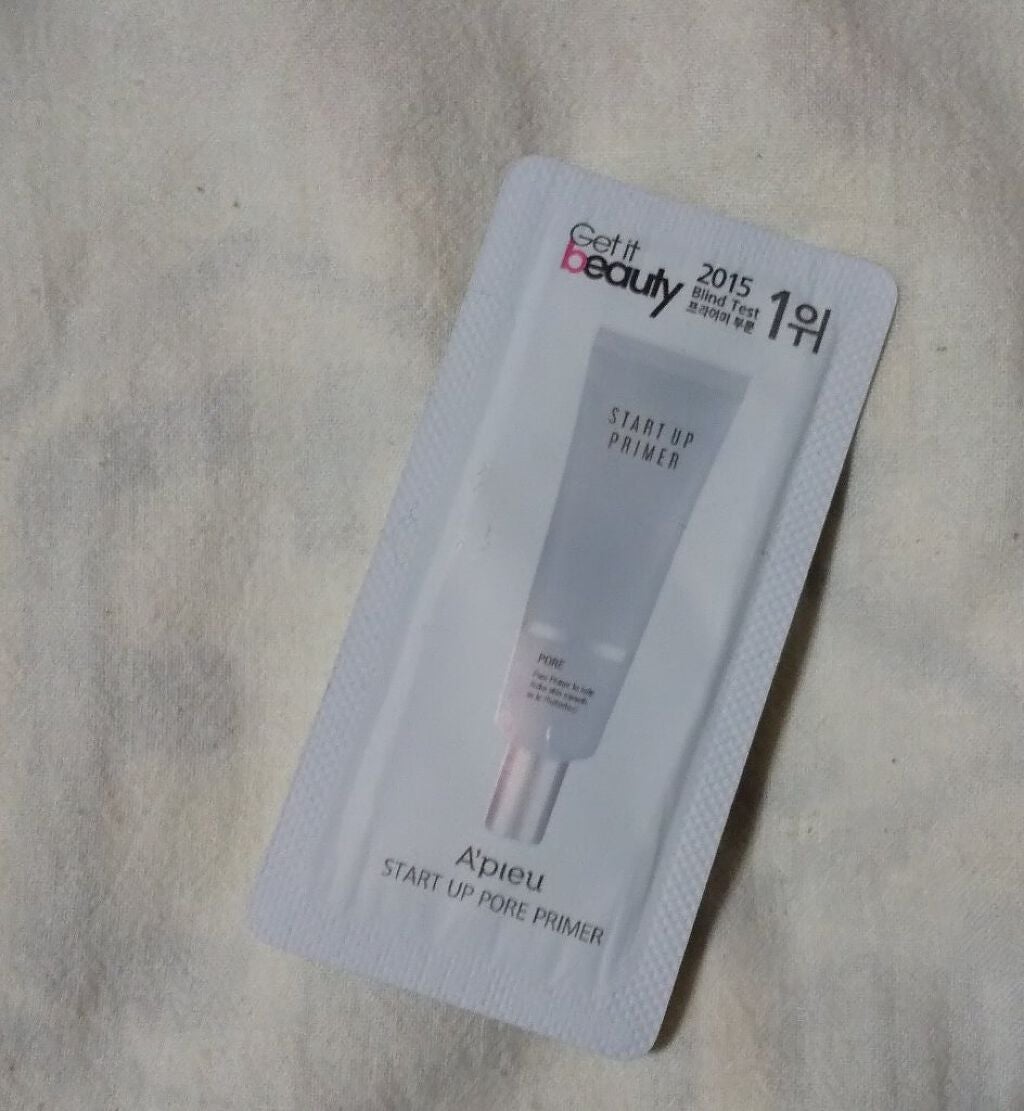 Get it
beauty
2015
Blind Test
프라이머 부문
1위
START UP
PRIMER
PORE
A'PIEU
START UP PORE PRIMER